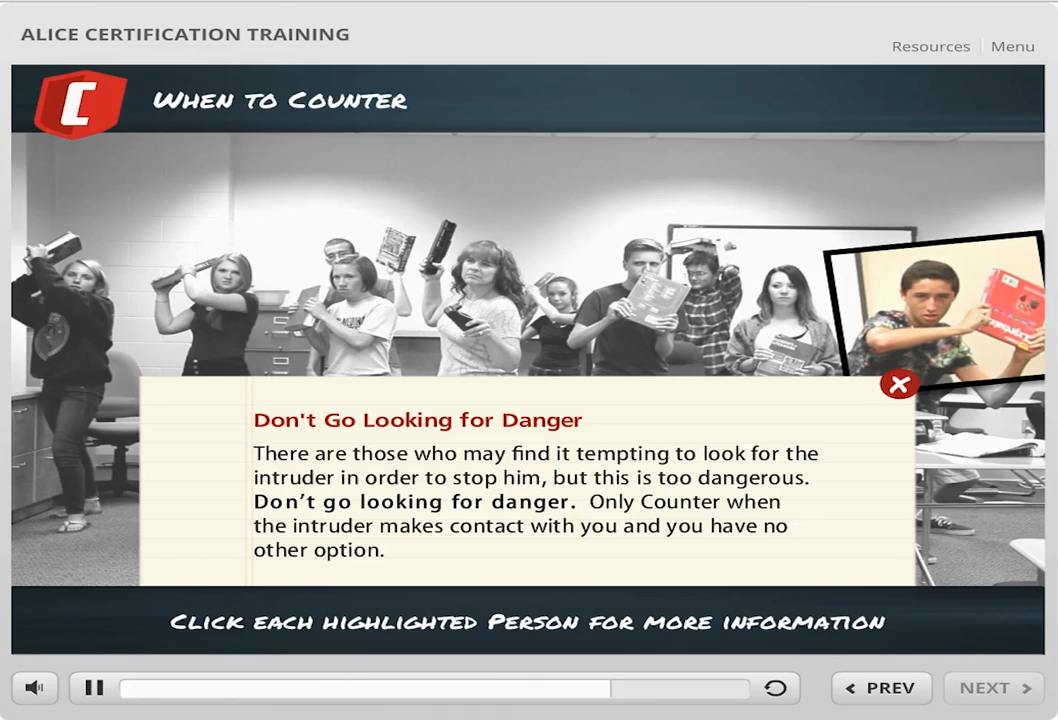 ALICE CERTIFICATION TRAINING
Resources
Menu
C
WHEN TO COUNTER
Don't Go Looking for Danger
There are those who may find it tempting to look for the
intruder in order to stop him, but this is too dangerous.
Don't go looking for danger. Only Counter when
the intruder makes contact with you and you have no
other option.
CLICK EACH HIGHLIGHTED PERSON FOR MORE INFORMATION
PREV
NEXT